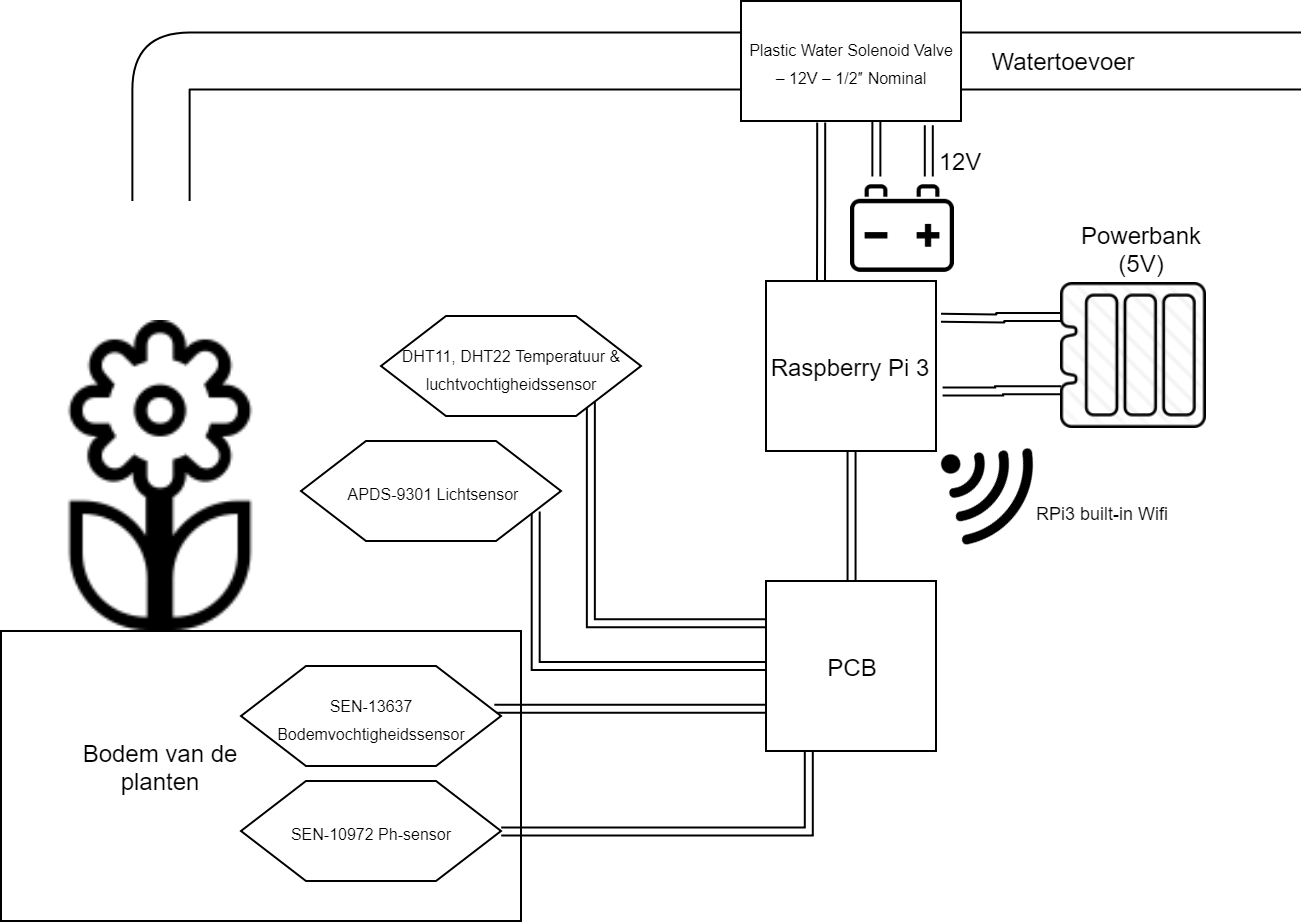 Plastic Water Solenoid Valve
– 12V – 1/2″ Nominal
Watertoevoer
12V
Powerbank
(5V)
DHT11, DHT22 Temperatuur &
luchtvochtigheidssensor
Raspberry Pi 3
APDS-9301 Lichtsensor
RPi3 built-in Wifi
PCB
SEN-13637
Bodemvochtigheidssensor
Bodem van de
planten
SEN-10972 Ph-sensor